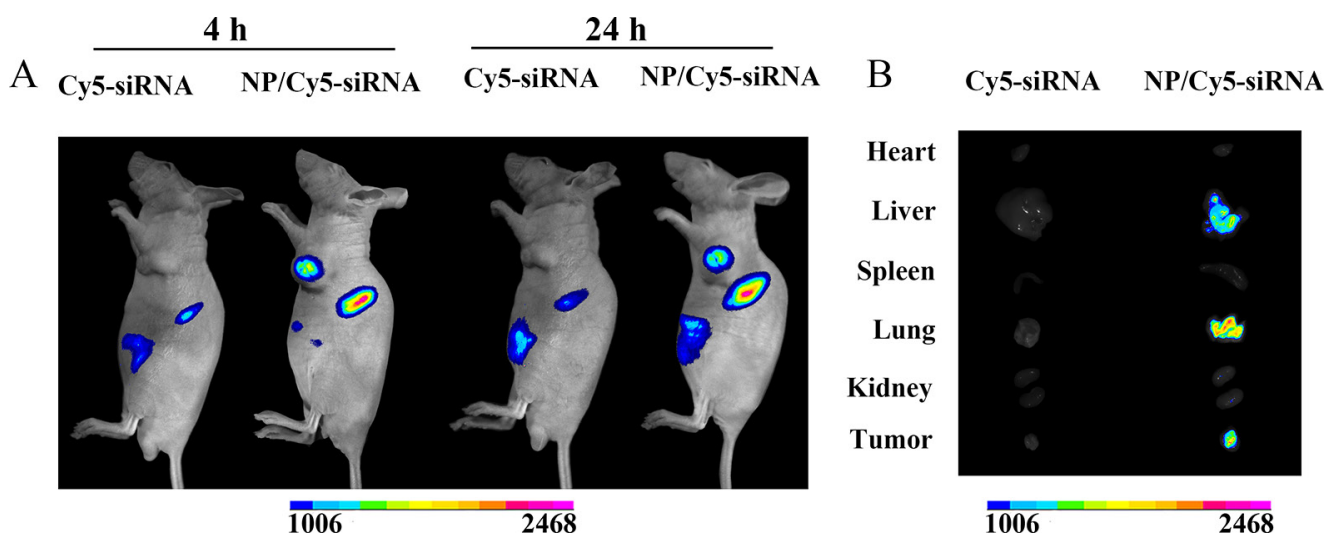 4 h
24 h
A
Cy5-siRNA
NP/Cy5-siRNA
Cy5-siRNA
NP/Cy5-siRNA
B
Cy5-siRNA
NP/Cy5-siRNA
Heart
Liver
Spleen
Lung
Kidney
Tumor
1006
2468
1006
2468